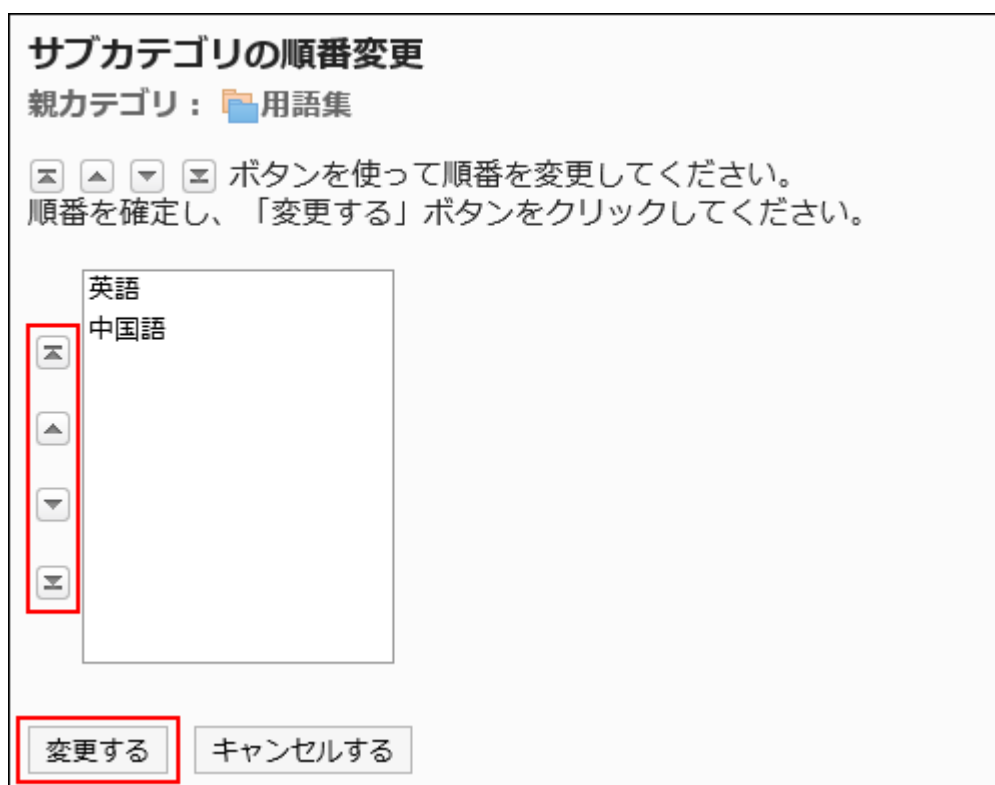 サブカテゴリの順番変更
親カテゴリ： 用語集
ボタンを使って順番を変更してください。
順番を確定し、「変更する」ボタンをクリックしてください。
英語
中国語
変更する キャンセルする